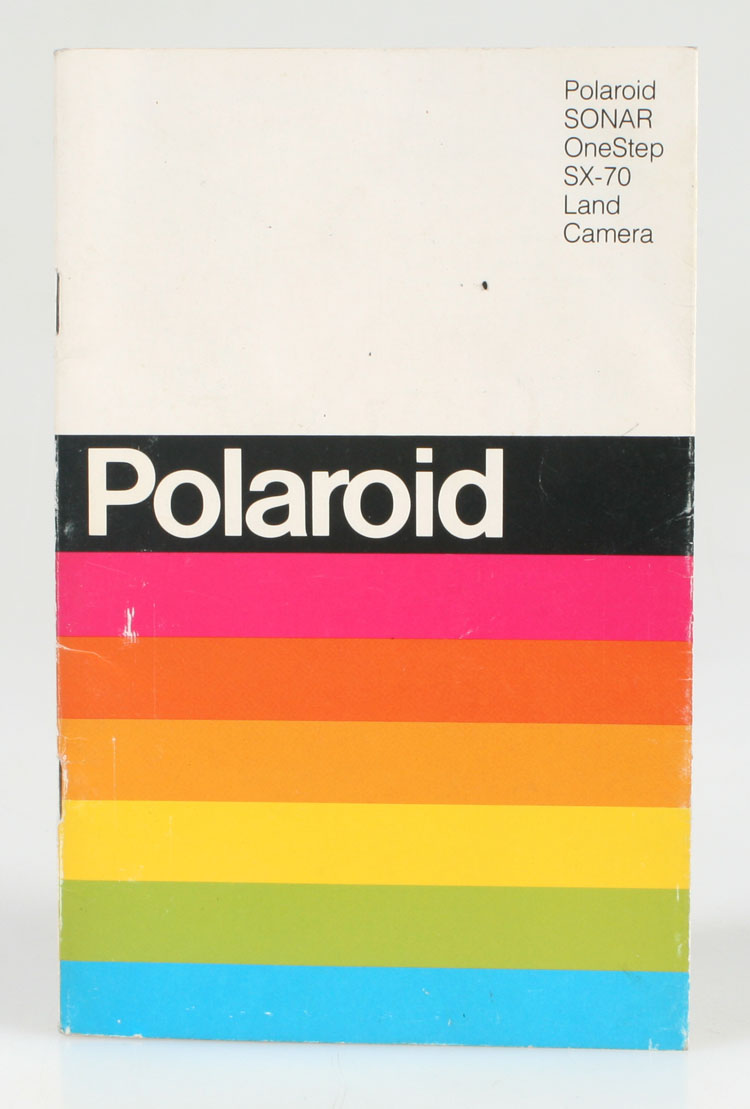 Polaroid
SONAR
OneStep
SX-70
Land
Camera
Polaroid